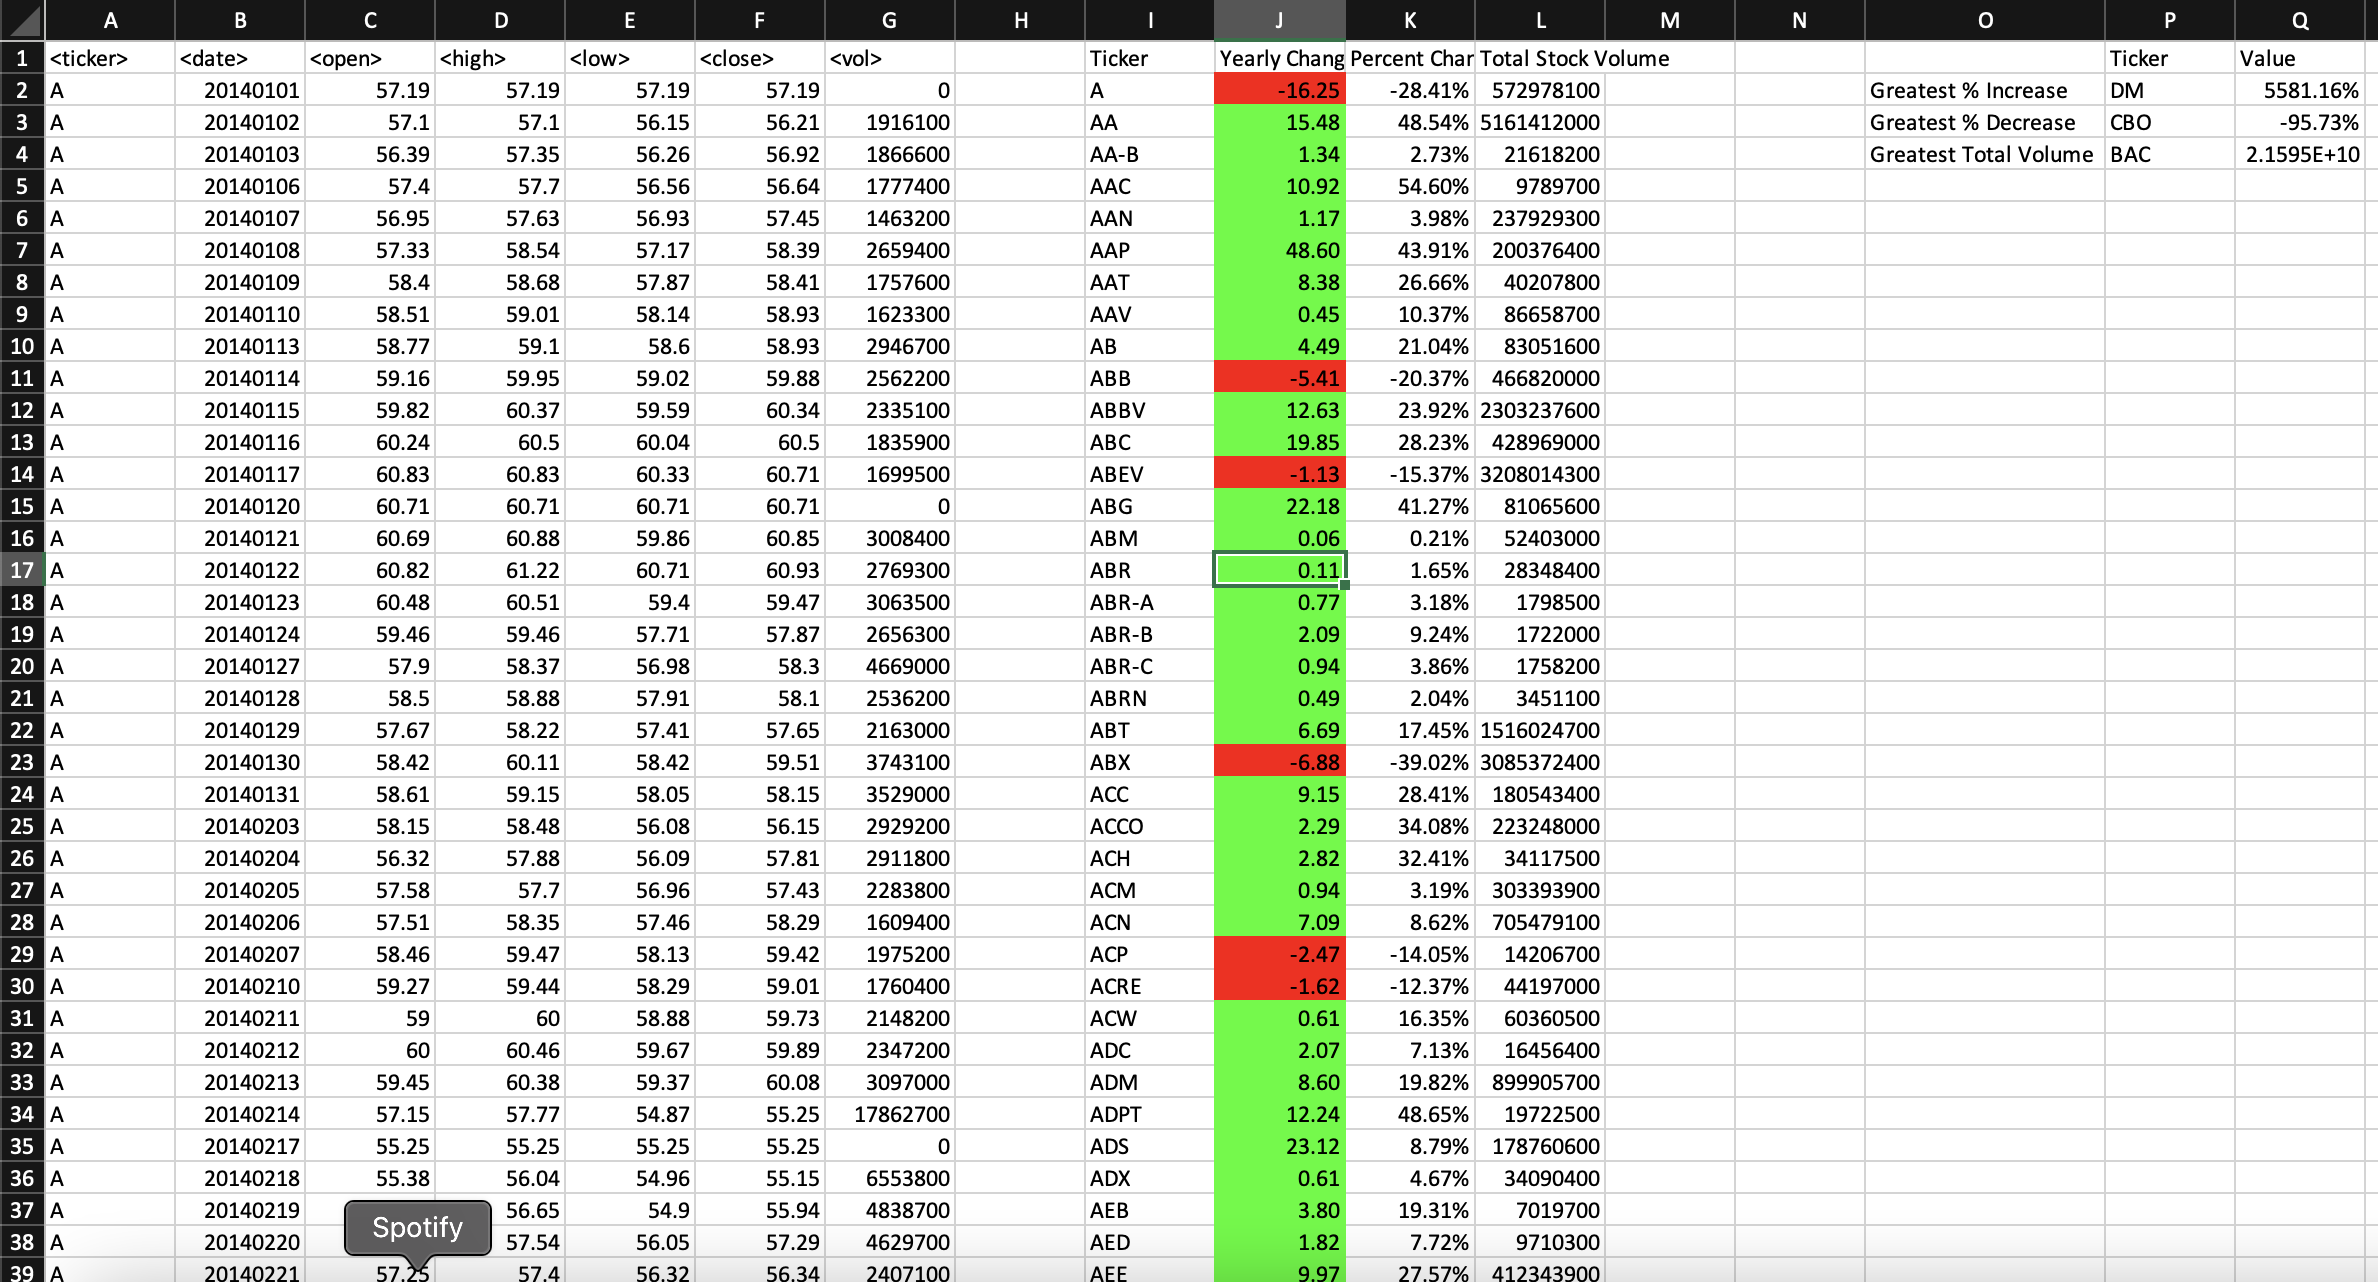 A B C D E F G H I J K L M N O P Q
1 <ticker> <date> <open> <high> <low> <close> <vol> Ticker Yearly Chang Percent Char Total Stock Volume Ticker Value
2 A 20140101 57.19 57.19 57.19 57.19 0 A -16.25 -28.41% 572978100 Greatest % Increase DM 5581.16%
3 A 20140102 57.1 57.1 56.15 56.21 1916100 AA 15.48 48.54% 5161412000 Greatest % Decrease CBO -95.73%
4 A 20140103 56.39 57.35 56.26 56.92 1866600 AA-B 1.34 2.73% 21618200 Greatest Total Volume BAC 2.1595E+10
5 A 20140106 57.4 57.7 56.56 56.64 1777400 AAC 10.92 54.60% 9789700
6 A 20140107 56.95 57.63 56.93 57.45 1463200 AAN 1.17 3.98% 237929300
7 A 20140108 57.33 58.54 57.17 58.39 2659400 AAP 48.60 43.91% 200376400
8 A 20140109 58.4 58.68 57.87 58.41 1757600 AAT 8.38 26.66% 40207800
9 A 20140110 58.51 59.01 58.14 58.93 1623300 AAV 0.45 10.37% 86658700
10 A 20140113 58.77 59.1 58.6 58.93 2946700 AB 4.49 21.04% 83051600
11 A 20140114 59.16 59.95 59.02 59.88 2562200 ABB -5.41 -20.37% 466820000
12 A 20140115 59.82 60.37 59.59 60.34 2335100 ABBV 12.63 23.92% 2303237600
13 A 20140116 60.24 60.5 60.04 60.5 1835900 ABC 19.85 28.23% 428969000
14 A 20140117 60.83 60.83 60.33 60.71 1699500 ABEV -1.13 -15.37% 3208014300
15 A 20140120 60.71 60.71 60.71 60.71 0 ABG 22.18 41.27% 81065600
16 A 20140121 60.69 60.88 59.86 60.85 3008400 ABM 0.06 0.21% 52403000
17 A 20140122 60.82 61.22 60.71 60.93 2769300 ABR 0.11 1.65% 28348400
18 A 20140123 60.48 60.51 59.4 59.47 3063500 ABR-A 0.77 3.18% 1798500
19 A 20140124 59.46 59.46 57.71 57.87 2656300 ABR-B 2.09 9.24% 1722000
20 A 20140127 57.9 58.37 56.98 58.3 4669000 ABR-C 0.94 3.86% 1758200
21 A 20140128 58.5 58.88 57.91 58.1 2536200 ABRN 0.49 2.04% 3451100
22 A 20140129 57.67 58.22 57.41 57.65 2163000 ABT 6.69 17.45% 1516024700
23 A 20140130 58.42 60.11 58.42 59.51 3743100 ABX -6.88 -39.02% 3085372400
24 A 20140131 58.61 59.15 58.05 58.15 3529000 ACC 9.15 28.41% 180543400
25 A 20140203 58.15 58.48 56.08 56.15 2929200 ACCO 2.29 34.08% 223248000
26 A 20140204 56.32 57.88 56.09 57.81 2911800 ACH 2.82 32.41% 34117500
27 A 20140205 57.58 57.7 56.96 57.43 2283800 ACM 0.94 3.19% 303393900
28 A 20140206 57.51 58.35 57.46 58.29 1609400 ACN 7.09 8.62% 705479100
29 A 20140207 58.46 59.47 58.13 59.42 1975200 ACP -2.47 -14.05% 14206700
30 A 20140210 59.27 59.44 58.29 59.01 1760400 ACRE -1.62 -12.37% 44197000
31 A 20140211 59 60 58.88 59.73 2148200 ACW 0.61 16.35% 60360500
32 A 20140212 60 60.46 59.67 59.89 2347200 ADC 2.07 7.13% 16456400
33 A 20140213 59.45 60.38 59.37 60.08 3097000 ADM 8.60 19.82% 899905700
34 A 20140214 57.15 57.77 54.87 55.25 17862700 ADPT 12.24 48.65% 19722500
35 A 20140217 55.25 55.25 55.25 55.25 0 ADS 23.12 8.79% 178760600
36 A 20140218 55.38 56.04 54.96 55.15 6553800 ADX 0.61 4.67% 34090400
37 A 20140219 56.65 54.9 55.94 4838700 AEB 3.80 19.31% 7019700
Spotify
38 A 20140220 57.54 56.05 57.29 4629700 AED 1.82 7.72% 9710300
39 A 20140221 57.25 57.4 56.32 56.34 2407100 AEE 9.97 27.57% 412343900